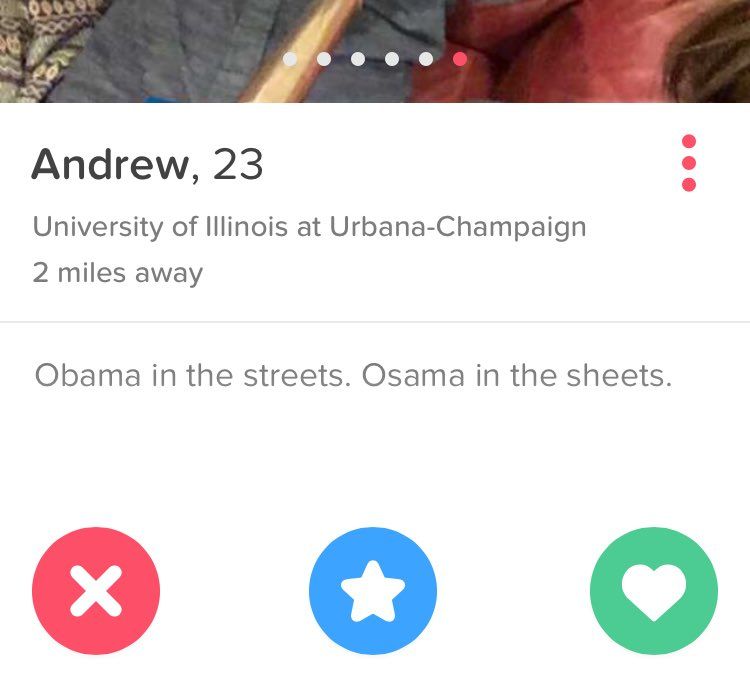 Andrew, 23
University of Illinois at Urbana-Champaign
2 miles away
Obama in the streets. Osama in the sheets.